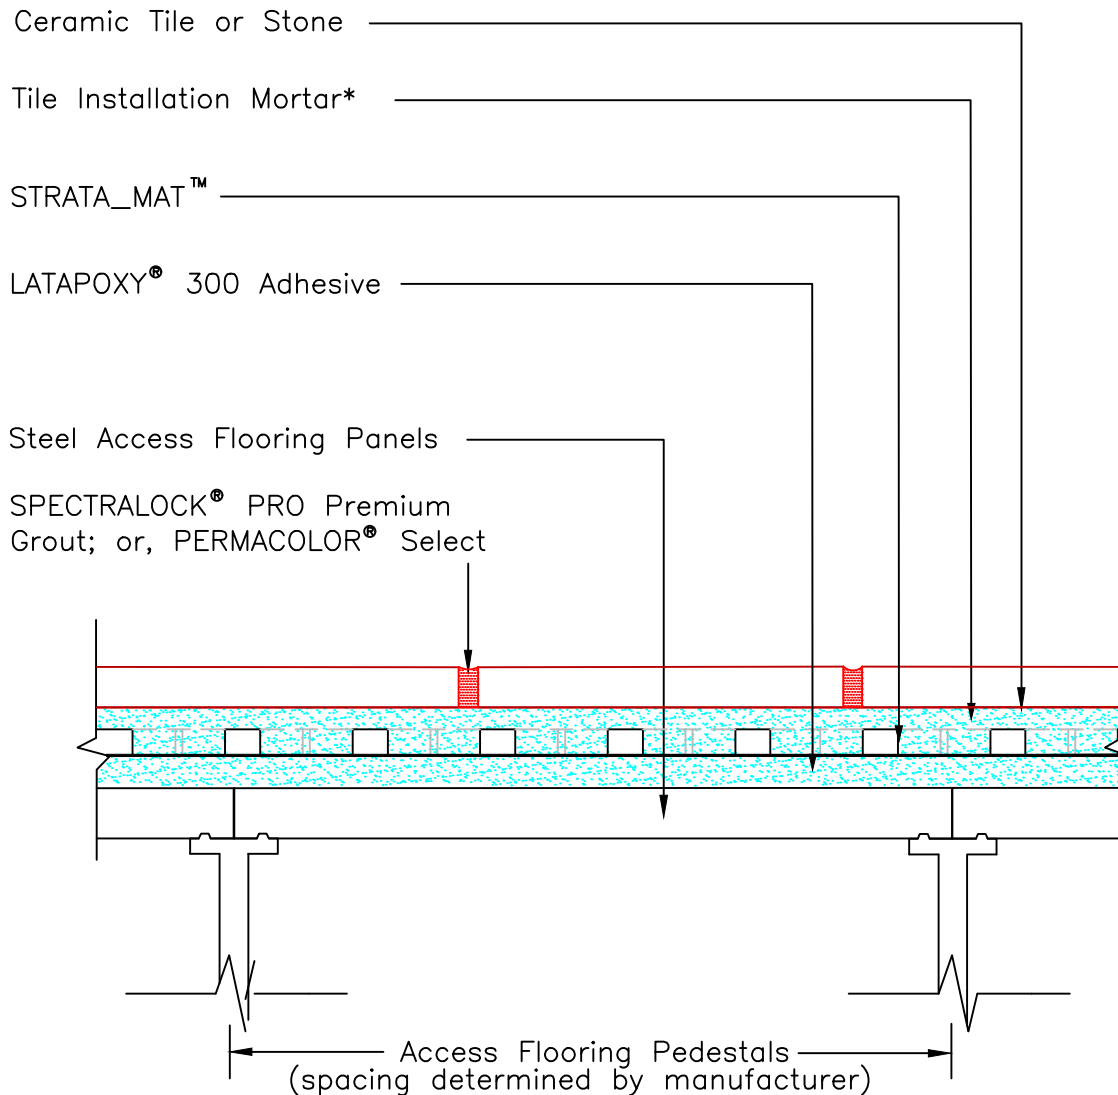 Ceramic Tile or Stone
Tile Installation Mortar*
STRATA_MAT™
LATAPOXY® 300 Adhesive
Steel Access Flooring Panels
SPECTRALOCK® PRO Premium
Grout; or, PERMACOLOR® Select
Access Flooring Pedestals
(spacing determined by manufacturer)